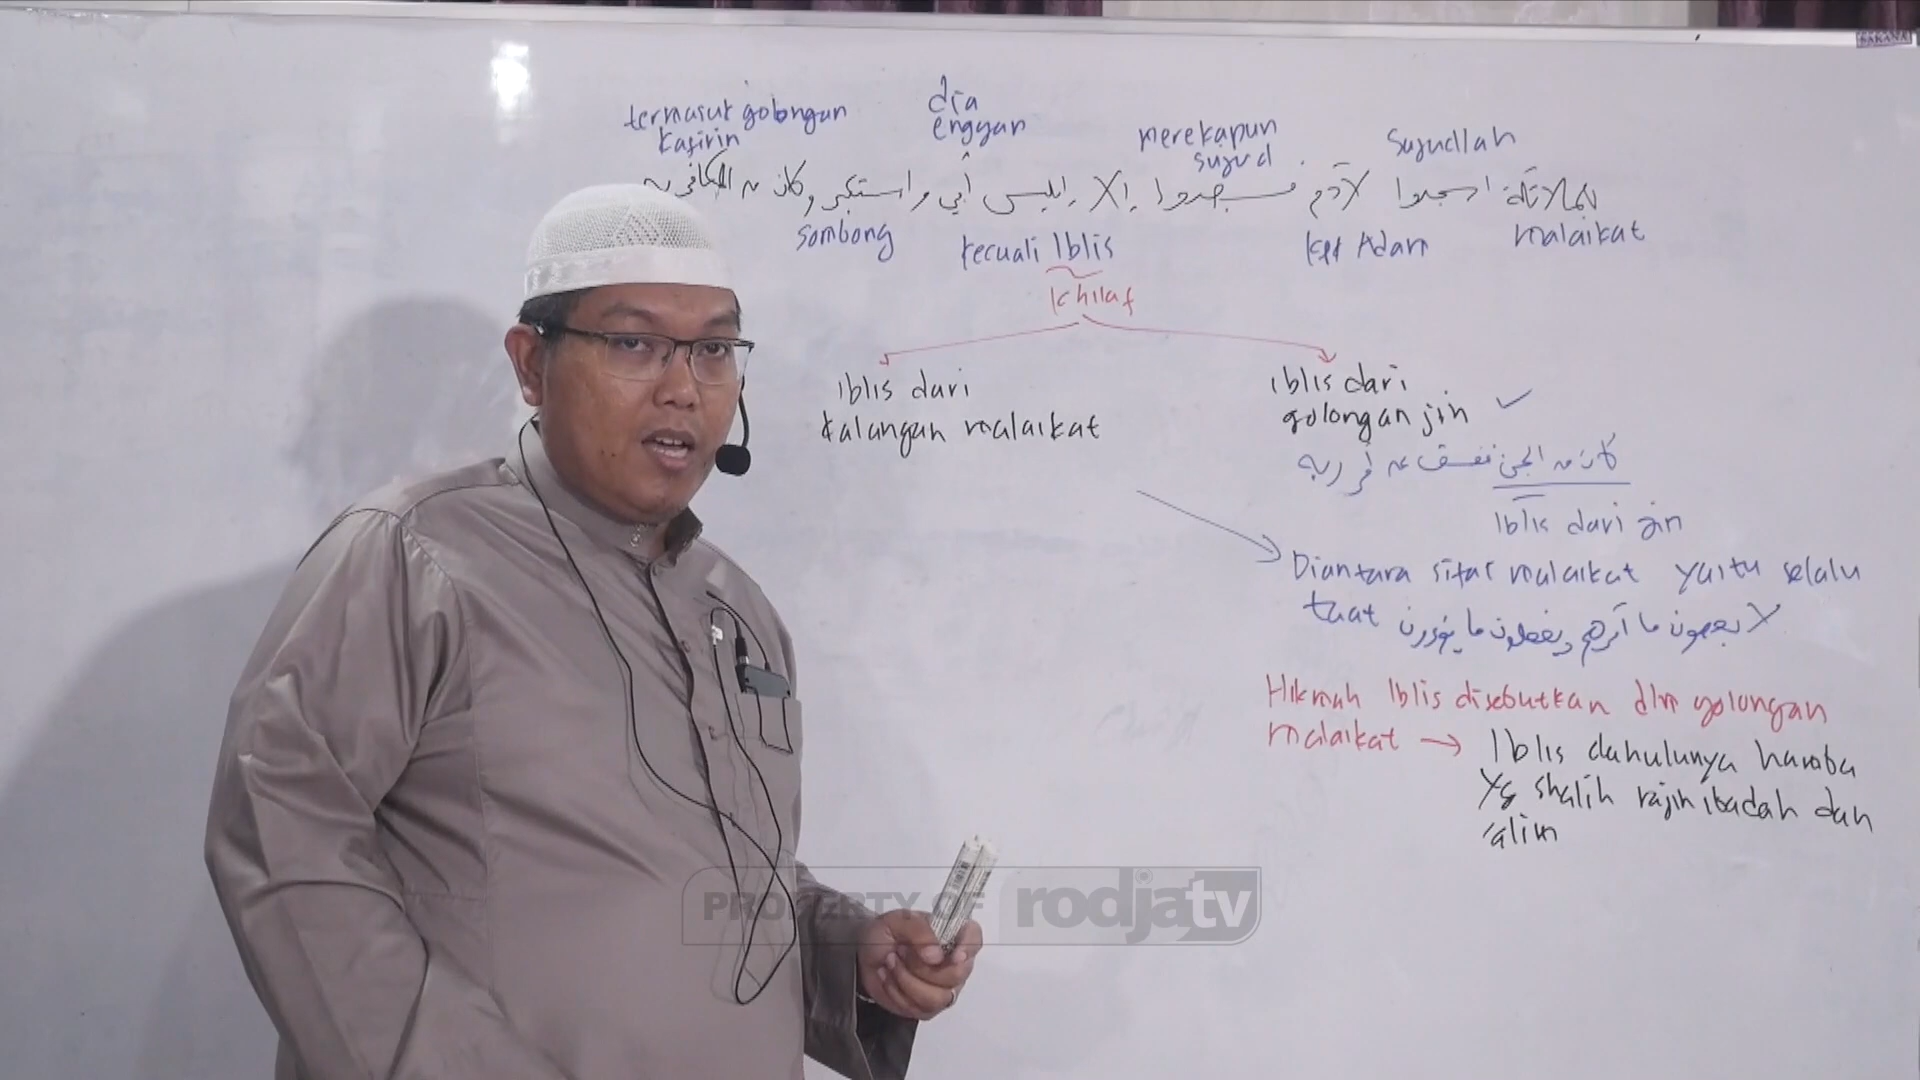 termasuk golongan
kafirin
dia
enggan
merekapun
sujud
sujudlah
للملائكة اسجدوا لآدم فسجدوا إلا إبليس أبى واستكبر وكان من الكافرين
sombong
kecuali Iblis
kpd Adam
malaikat
Khilaf
Iblis dari
kalangan malaikat
iblis dari
golongan jin ✓
كان من الجن ففسق عن أمر ربه
Iblis dari jin
Diantara sifat malaikat yaitu selalu
taat لا يعصون ما أمرهم ويفعلون ما يؤمرون
Hikmah Iblis disebutkan dlm golongan
malaikat → Iblis dahulunya hamba
yg shalih rajin ibadah dan
'alim
PROPERTY OF rodjatv
SAKANA